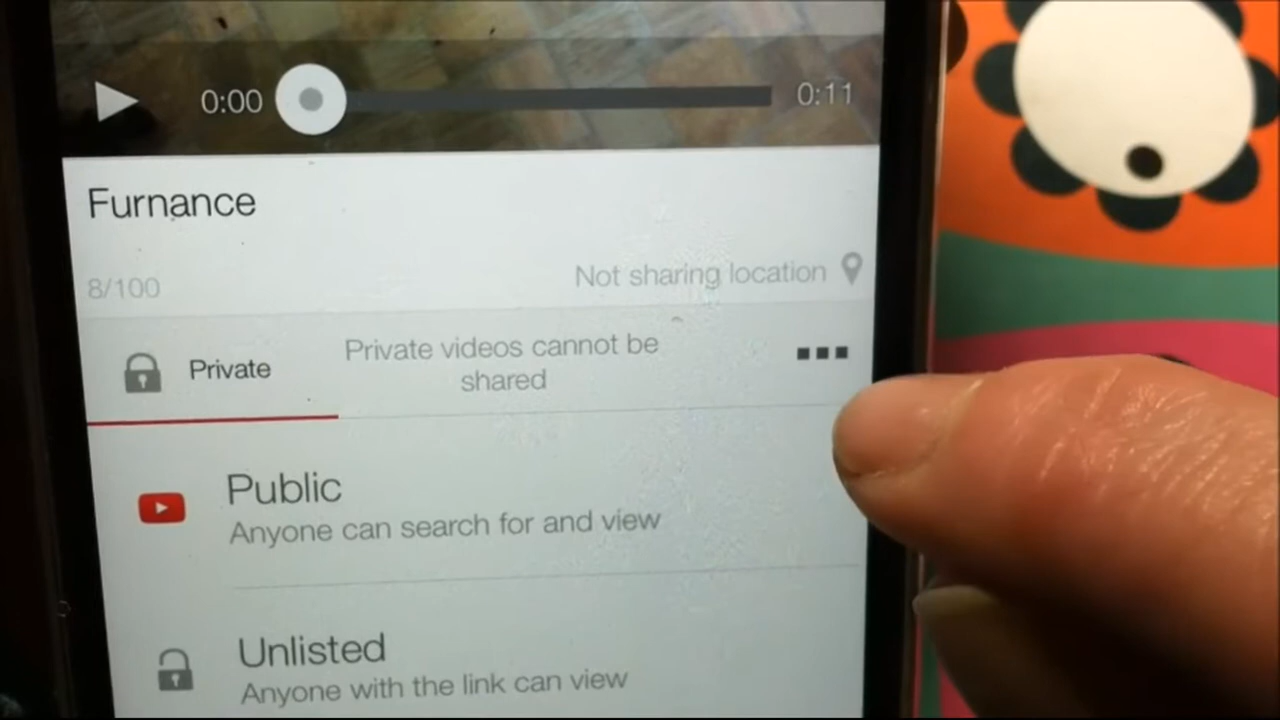 0:00 0:11
Furnance
8/100 Not sharing location
Private Private videos cannot be
shared
Public
Anyone can search for and view
Unlisted
Anyone with the link can view